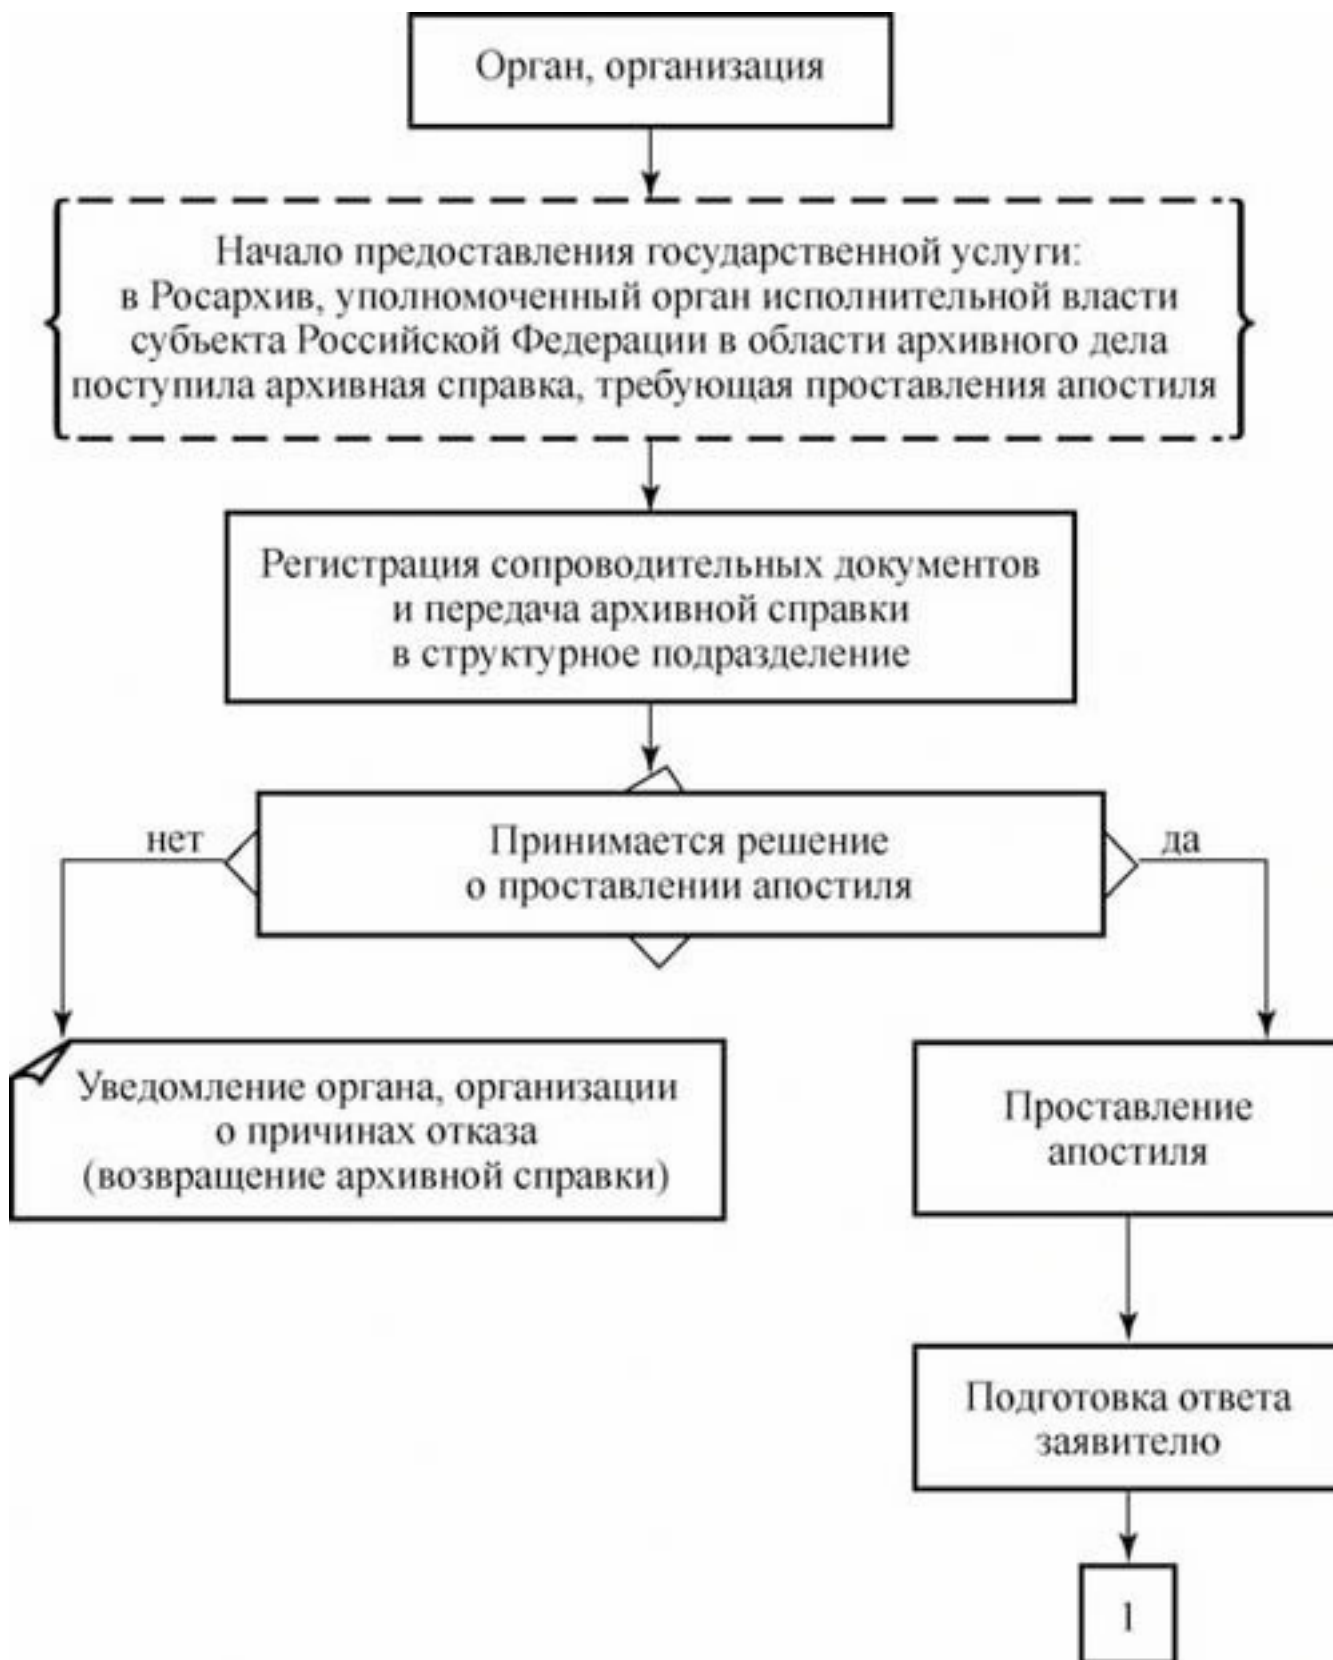 Орган, организация
Начало предоставления государственной услуги:
в Росархив, уполномоченный орган исполнительной власти
субъекта Российской Федерации в области архивного дела
поступила архивная справка, требующая проставления апостиля
Регистрация сопроводительных документов
и передача архивной справки
в структурное подразделение
нет
Принимается решение
о проставлении апостиля
да
Уведомление органа, организации
о причинах отказа
(возвращение архивной справки)
Проставление
апостиля
Подготовка ответа
заявителю
1